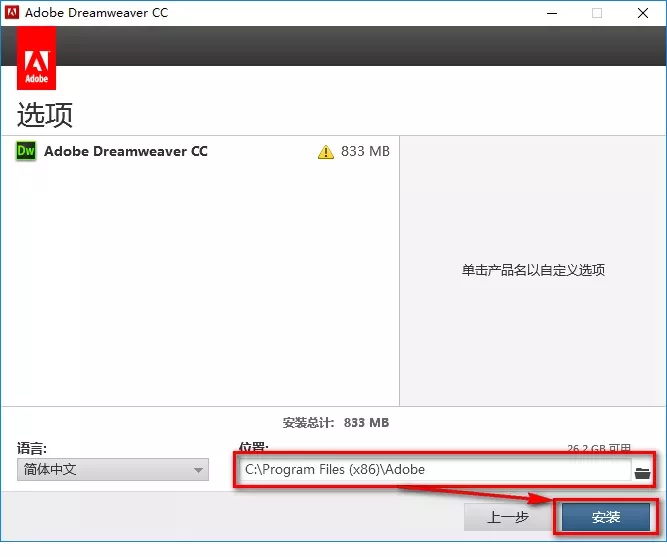 Adobe Dreamweaver CC
Adobe
选项
Dw Adobe Dreamweaver CC 833 MB
单击产品名以自定义选项
安装总计: 833 MB
语言: 位置: 26.2 GB 可用
简体中文 C:\Program Files (x86)\Adobe
上一步 安装